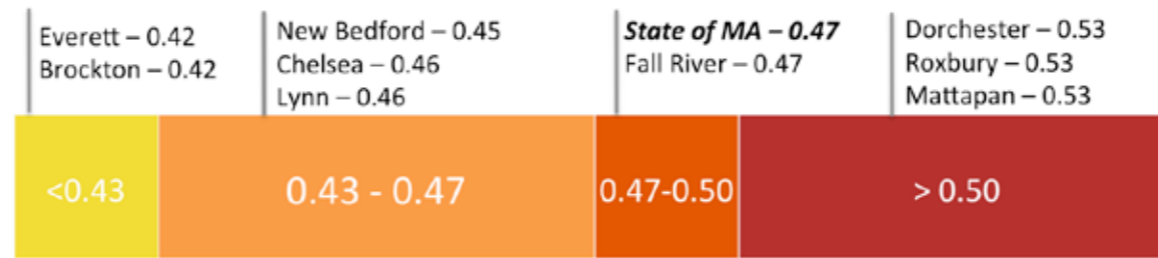 Everett – 0.42
Brockton – 0.42
New Bedford – 0.45
Chelsea – 0.46
Lynn – 0.46
State of MA – 0.47
Fall River – 0.47
Dorchester – 0.53
Roxbury – 0.53
Mattapan – 0.53
<0.43
0.43 - 0.47
0.47-0.50
> 0.50